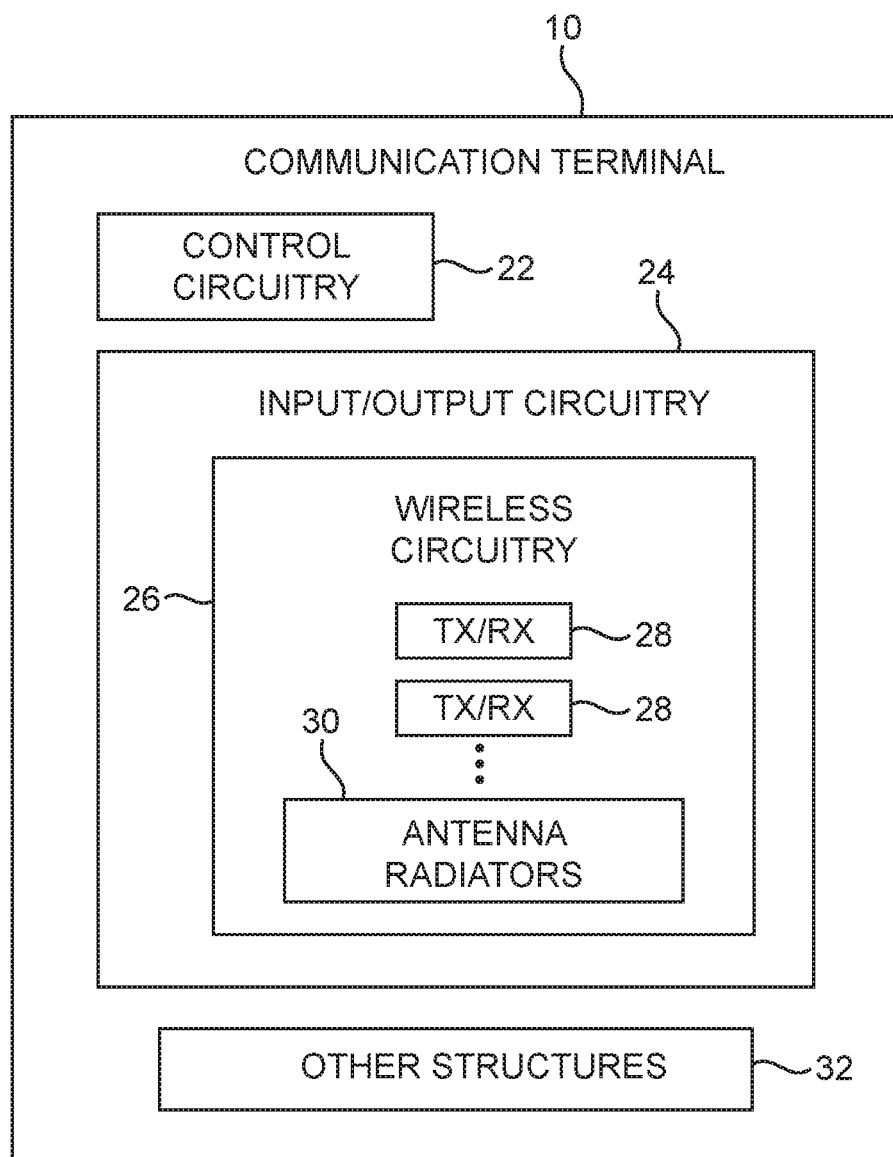 10
COMMUNICATION TERMINAL
CONTROL
CIRCUITRY
22
24
INPUT/OUTPUT CIRCUITRY
WIRELESS
CIRCUITRY
26
TX/RX
28
TX/RX
28
30
ANTENNA
RADIATORS
OTHER STRUCTURES
32